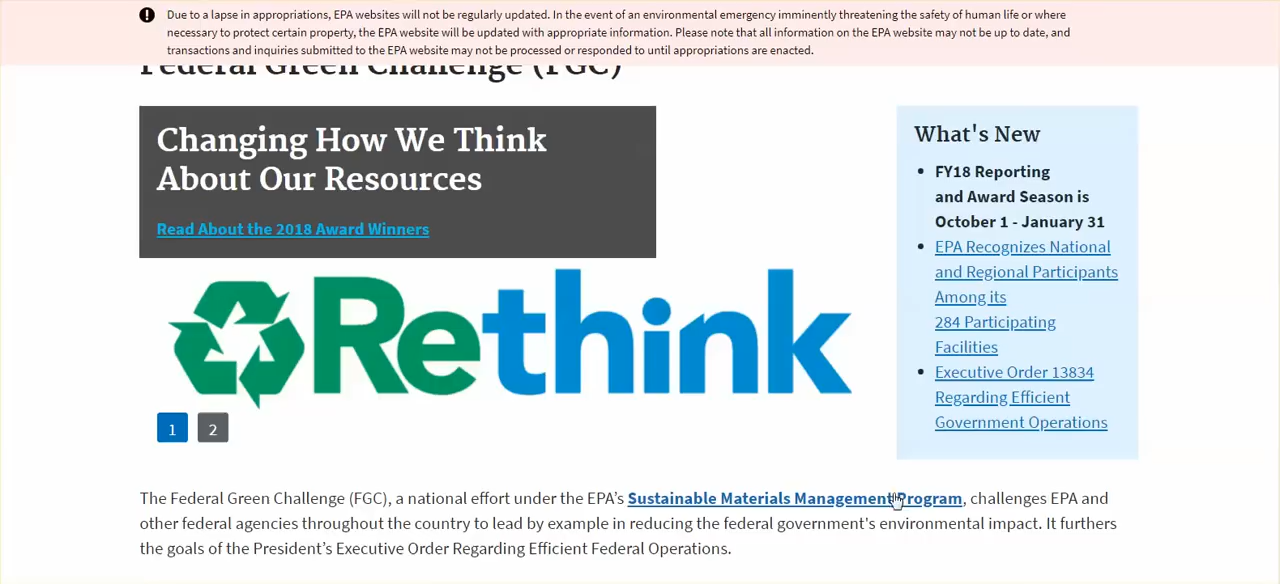 Due to a lapse in appropriations, EPA websites will not be regularly updated. In the event of an environmental emergency imminently threatening the safety of human life or where
necessary to protect certain property, the EPA website will be updated with appropriate information. Please note that all information on the EPA website may not be up to date, and
transactions and inquiries submitted to the EPA website may not be processed or responded to until appropriations are enacted.
Federal Green Challenge (FGC)
Changing How We Think
About Our Resources
Read About the 2018 Award Winners
Rethink
1 2
What's New
FY18 Reporting
and Award Season is
October 1 - January 31
EPA Recognizes National
and Regional Participants
Among its
284 Participating
Facilities
Executive Order 13834
Regarding Efficient
Government Operations
The Federal Green Challenge (FGC), a national effort under the EPA’s Sustainable Materials Management Program, challenges EPA and
other federal agencies throughout the country to lead by example in reducing the federal government's environmental impact. It furthers
the goals of the President’s Executive Order Regarding Efficient Federal Operations.